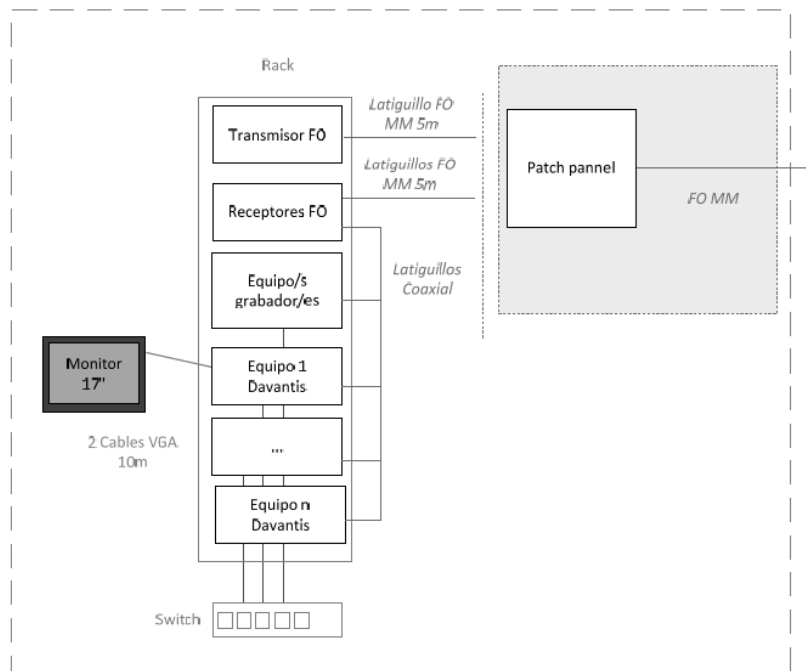 Rack
Latiguillo FO
MM 5m
Transmisor FO
Patch pannel
Latiguillos FO
MM 5m
FO MM
Receptores FO
Equipo/s
grabador/es
Latiguillos
Coaxial
Monitor
17"
Equipo 1
Davantis
2 Cables VGA
10m
...
Equipo n
Davantis
Switch